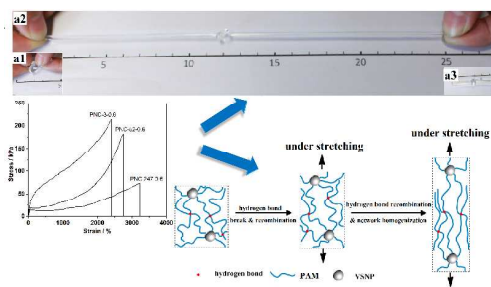 a2
a1
5
10
15
20
25
a3
200
150
100
50
0
Stress / kPa
PNC-3-0.6
PNC-b2-0.6
PNC 247 0.6
0
1000
2000
3000
4000
Strain / %
under stretching
under stretching
hydrogen bond
break & recombination
hydrogen bond recombination
& network homogenization
hydrogen bond
PAM
VSNP